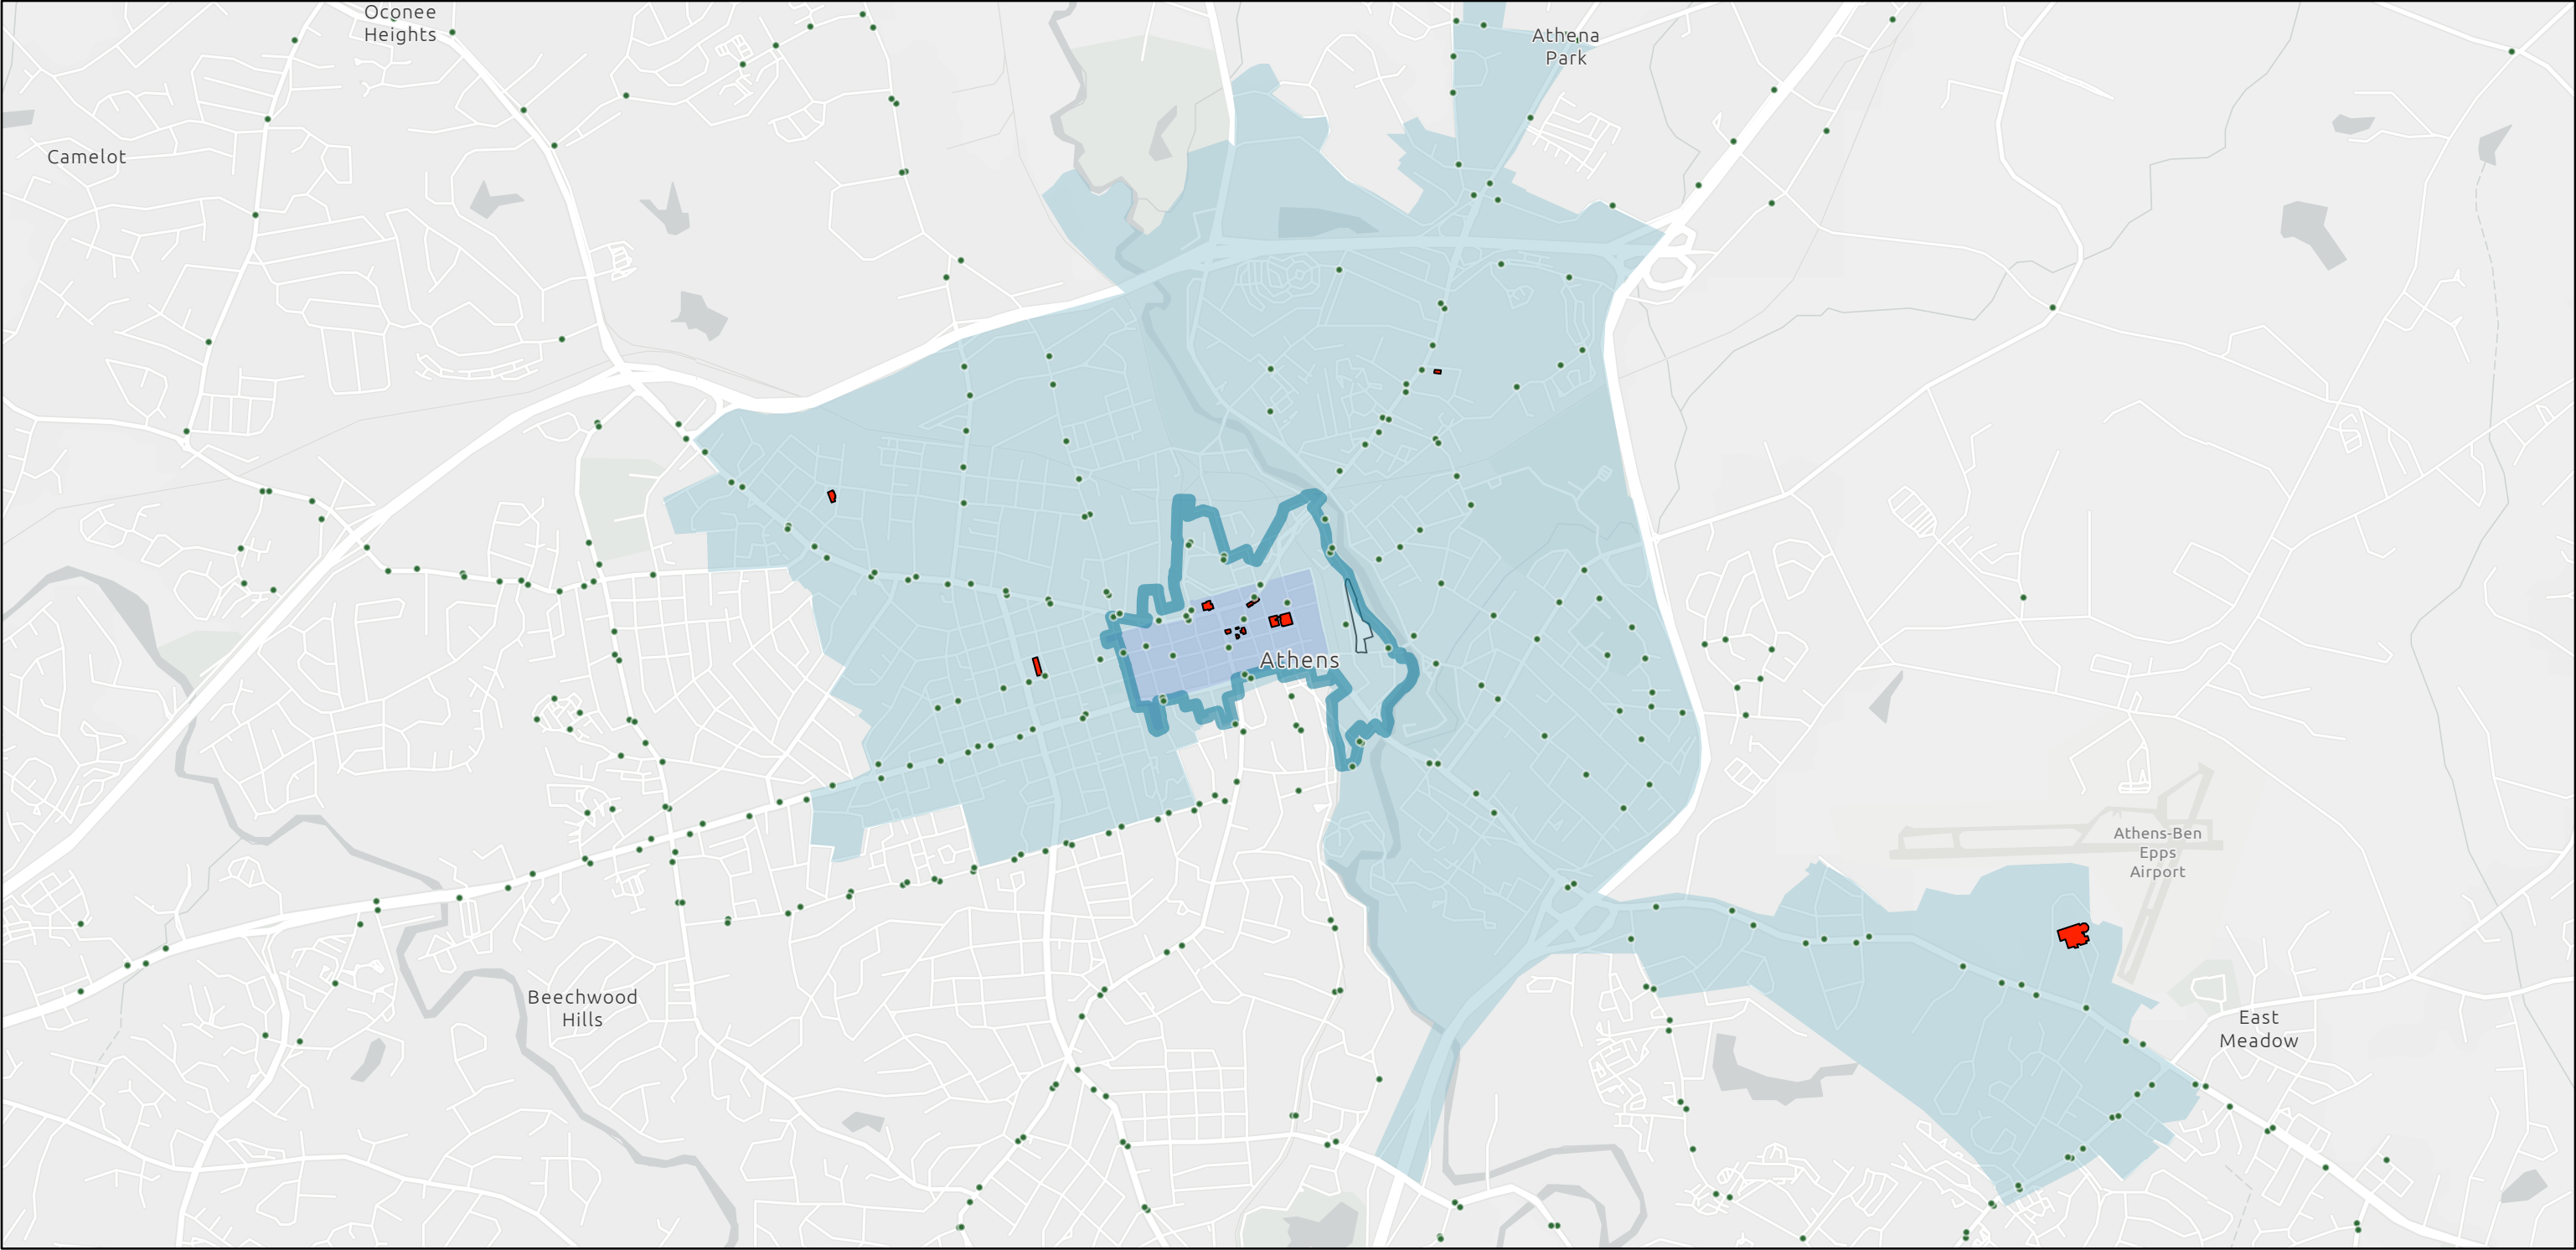 Oconee
Heights
Athena
Park
Camelot
Athens
Athens-Ben
Epps
Airport
Beechwood
Hills
East
Meadow